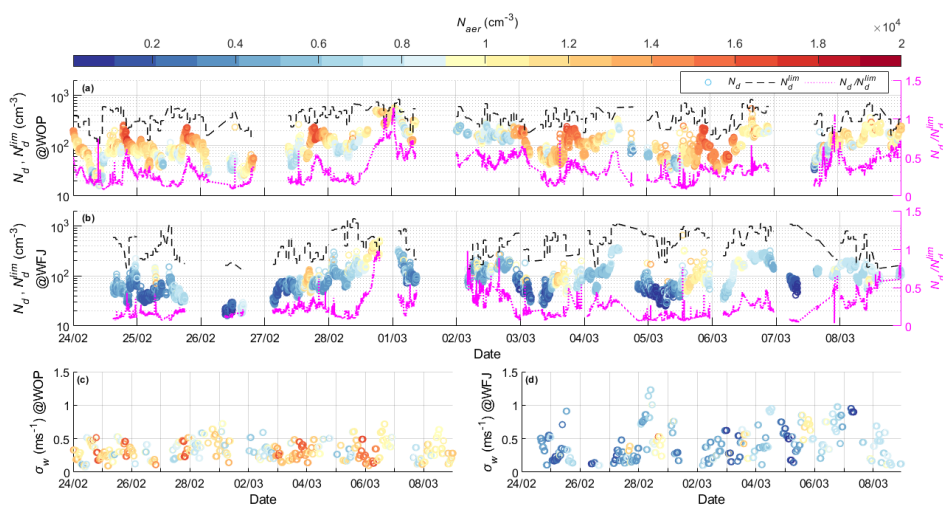 N_aer (cm⁻³)
×10⁴
0.2 0.4 0.6 0.8 1 1.2 1.4 1.6 1.8 2
(a)
N_d N_d^lim N_d/N_d^lim
N_d, N_d^lim (cm⁻³)
@WOP
10³
100
10
1.5
1
0.5
0
N_d/N_d^lim
(b)
N_d, N_d^lim (cm⁻³)
@WFJ
10³
100
10
1.5
1
0.5
0
N_d/N_d^lim
24/02 25/02 26/02 27/02 28/02 01/03 02/03 03/03 04/03 05/03 06/03 08/03
Date
(c)
σ_w (ms⁻¹) @WOP
1.5
1
0.5
0
24/02 26/02 28/02 02/03 04/03 06/03 08/03
Date
(d)
σ_w (ms⁻¹) @WFJ
1.5
1
0.5
0
24/02 26/02 28/02 02/03 04/03 06/03 08/03
Date